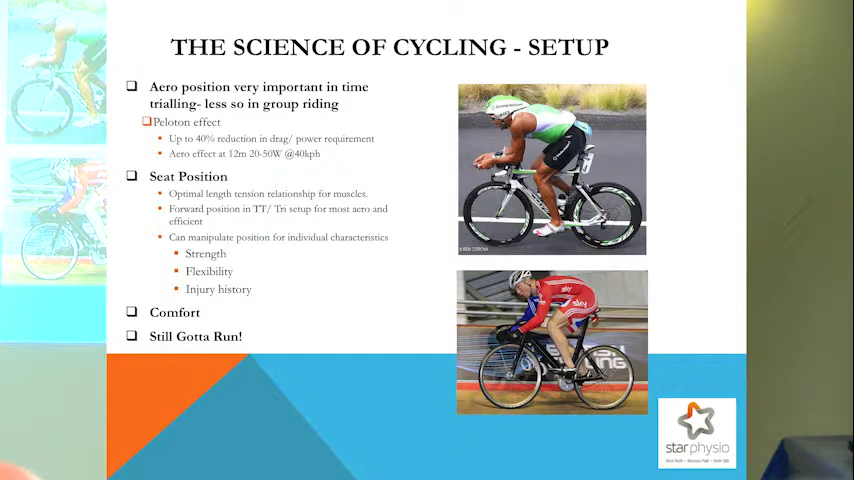 THE SCIENCE OF CYCLING - SETUP
Aero position very important in time
trialling- less so in group riding
Peloton effect
Up to 40% reduction in drag/ power requirement
Aero effect at 12m 20-50W @40kph
Seat Position
Optimal length tension relationship for muscles.
Forward position in TT/ Tri setup for most aero and
efficient
Can manipulate position for individual characteristics
Strength
Flexibility
Injury history
Comfort
Still Gotta Run!
sky
sky
starphysio